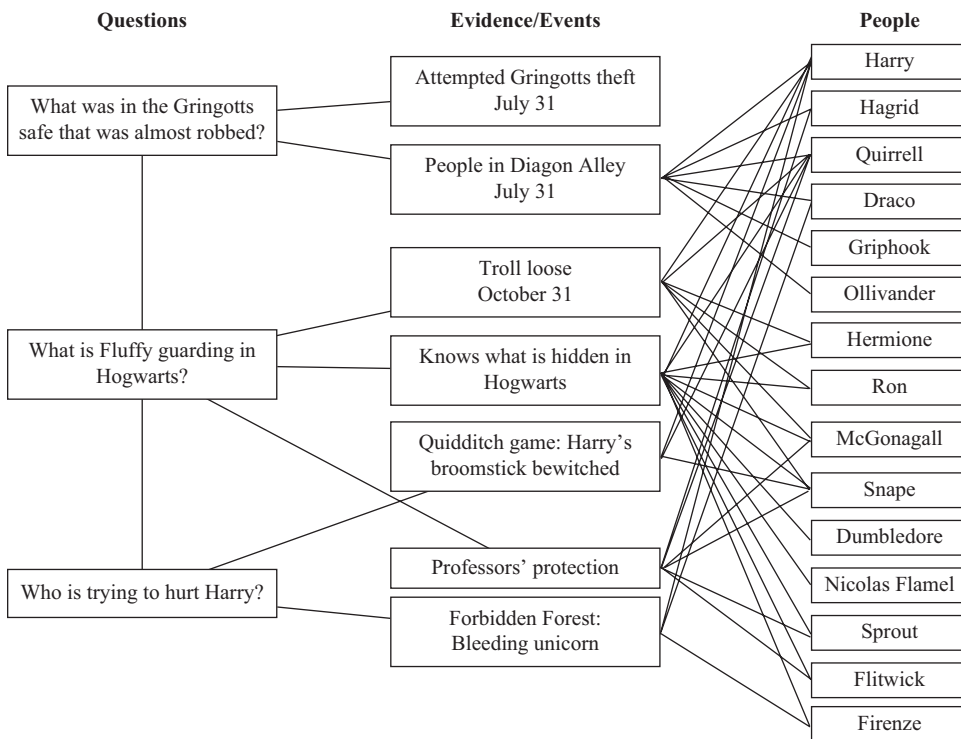 Questions
Evidence/Events
People
What was in the Gringotts
safe that was almost robbed?
What is Fluffy guarding in
Hogwarts?
Who is trying to hurt Harry?
Attempted Gringotts theft
July 31
People in Diagon Alley
July 31
Troll loose
October 31
Knows what is hidden in
Hogwarts
Quidditch game: Harry’s
broomstick bewitched
Professors’ protection
Forbidden Forest:
Bleeding unicorn
Harry
Hagrid
Quirrell
Draco
Griphook
Ollivander
Hermione
Ron
McGonagall
Snape
Dumbledore
Nicolas Flamel
Sprout
Flitwick
Firenze